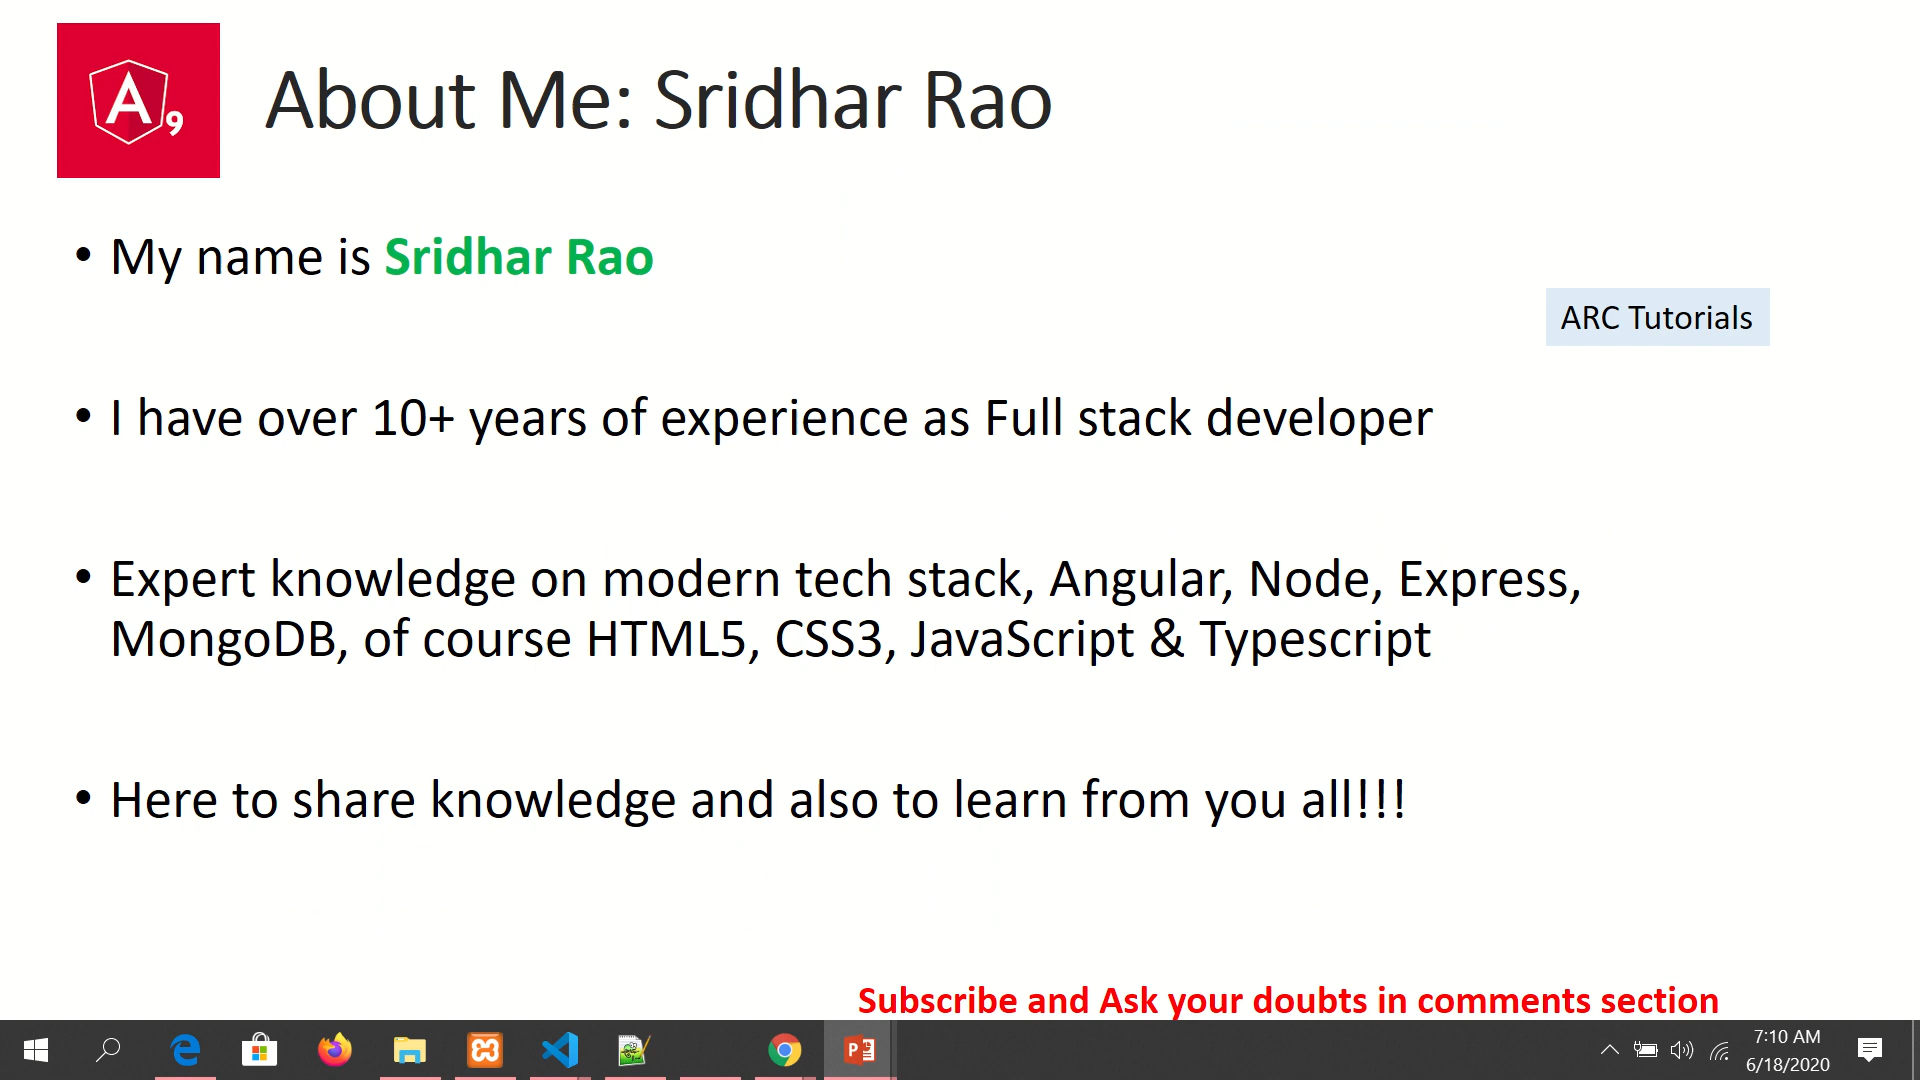 A9
About Me: Sridhar Rao
• My name is Sridhar Rao
ARC Tutorials
• I have over 10+ years of experience as Full stack developer
• Expert knowledge on modern tech stack, Angular, Node, Express,
MongoDB, of course HTML5, CSS3, JavaScript & Typescript
• Here to share knowledge and also to learn from you all!!!
Subscribe and Ask your doubts in comments section
7:10 AM
6/18/2020